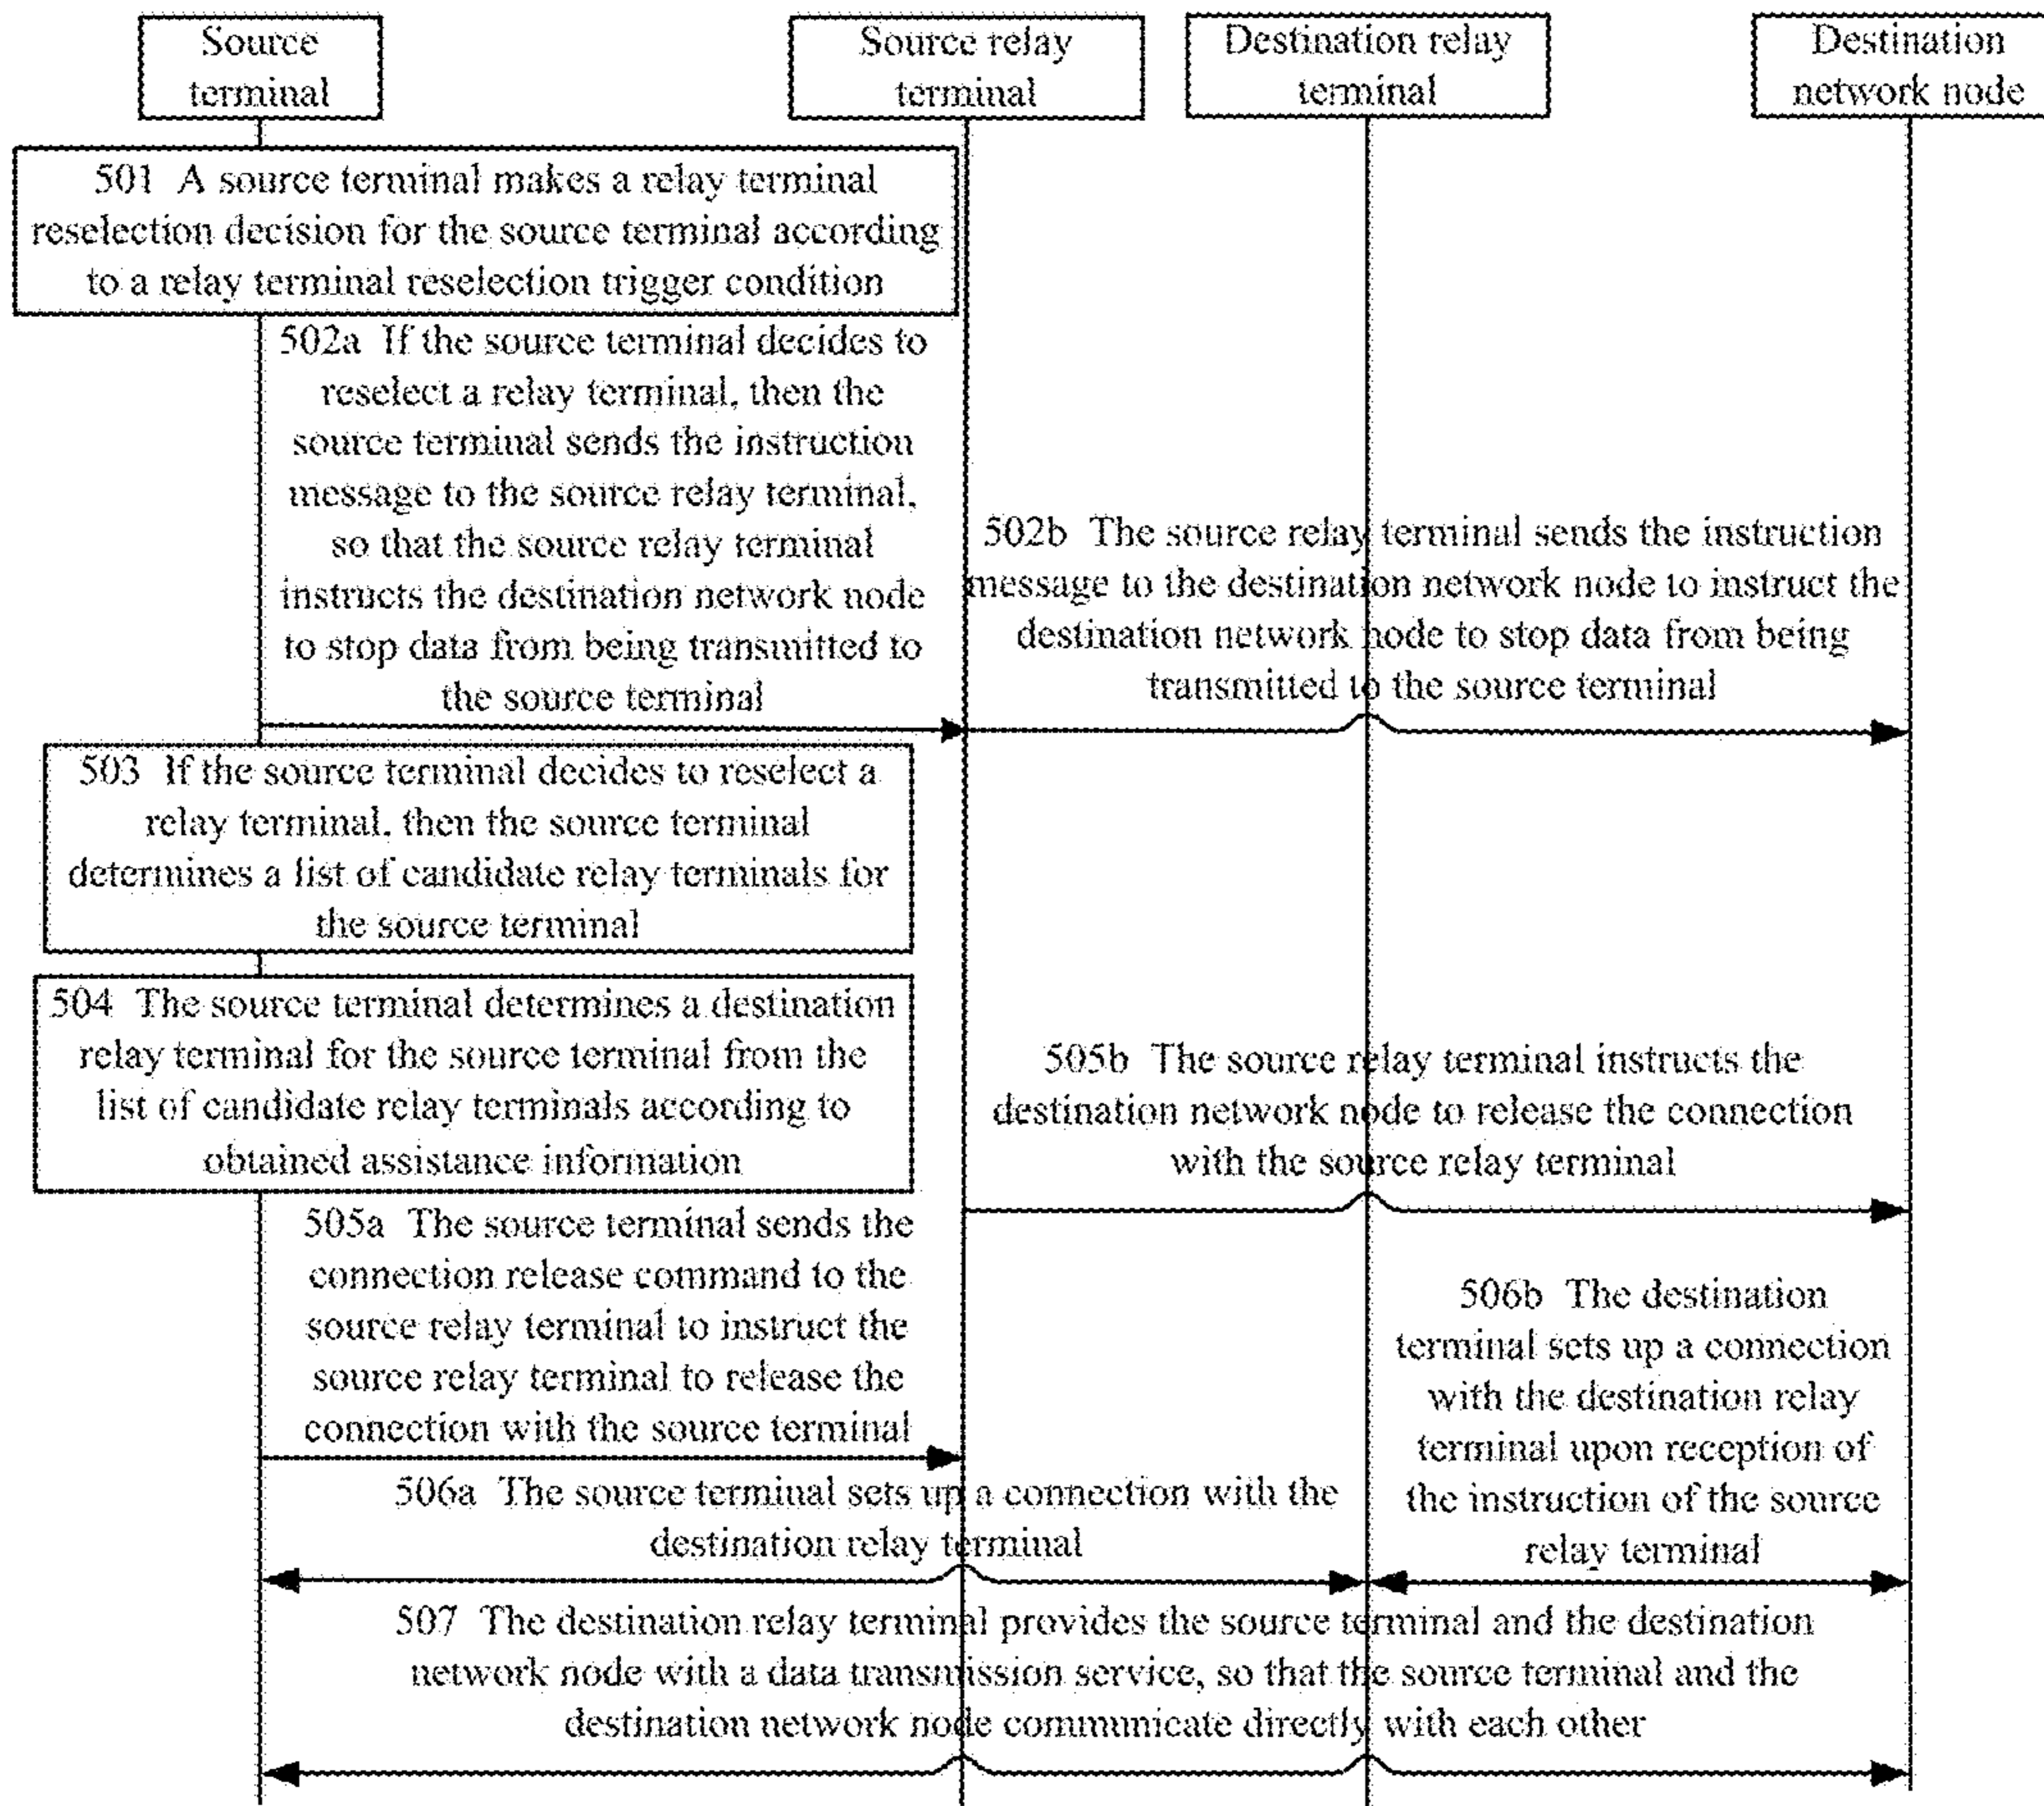 Source
terminal
Source relay
terminal
Destination relay
terminal
Destination
network node
501 A source terminal makes a relay terminal
reselection decision for the source terminal according
to a relay terminal reselection trigger condition
502a If the source terminal decides to
reselect a relay terminal, then the
source terminal sends the instruction
message to the source relay terminal,
so that the source relay terminal
instructs the destination network node
to stop data from being transmitted to
the source terminal
502b The source relay terminal sends the instruction
message to the destination network node to instruct the
destination network node to stop data from being
transmitted to the source terminal
503 If the source terminal decides to reselect a
relay terminal, then the source terminal
determines a list of candidate relay terminals for
the source terminal
504 The source terminal determines a destination
relay terminal for the source terminal from the
list of candidate relay terminals according to
obtained assistance information
505b The source relay terminal instructs the
destination network node to release the connection
with the source relay terminal
505a The source terminal sends the
connection release command to the
source relay terminal to instruct the
source relay terminal to release the
connection with the source terminal
506b The destination
terminal sets up a connection
with the destination relay
terminal upon reception of
the instruction of the source
relay terminal
506a The source terminal sets up a connection with the
destination relay terminal
507 The destination relay terminal provides the source terminal and the destination
network node with a data transmission service, so that the source terminal and the
destination network node communicate directly with each other